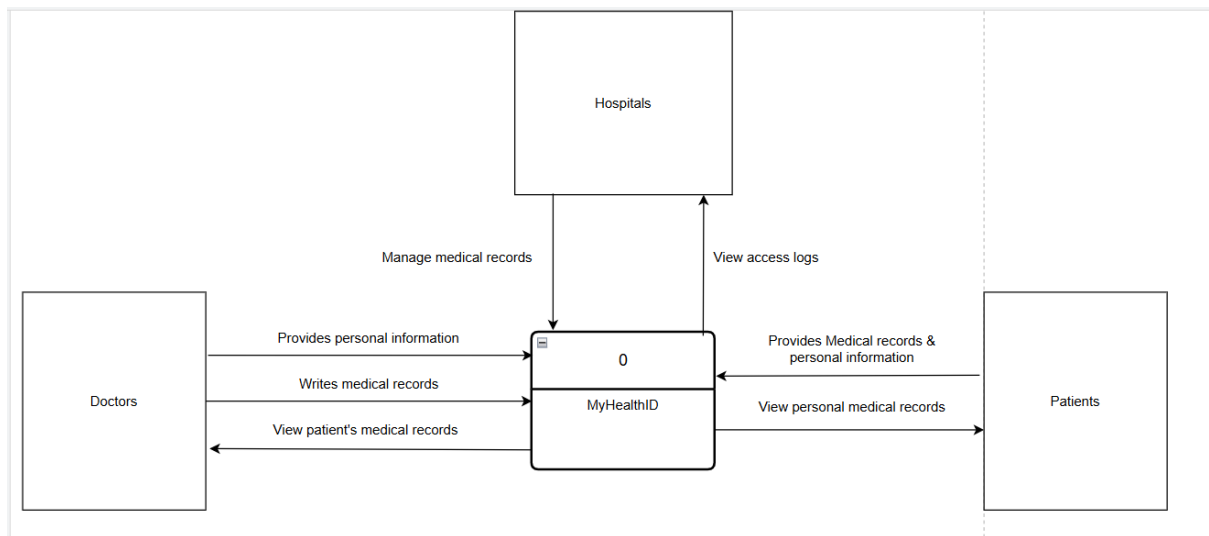 Hospitals
Manage medical records
View access logs
Provides personal information
0
Provides Medical records &
personal information
Writes medical records
Doctors
MyHealthID
View personal medical records
Patients
View patient's medical records